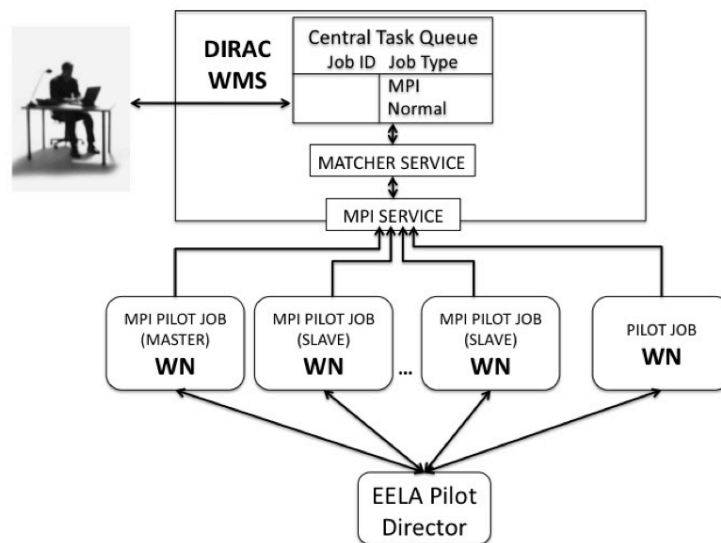 DIRAC
WMS
Central Task Queue
Job ID Job Type
MPI
Normal
MATCHER SERVICE
MPI SERVICE
MPI PILOT JOB
(MASTER)
WN
MPI PILOT JOB
(SLAVE)
WN
...
MPI PILOT JOB
(SLAVE)
WN
PILOT JOB
WN
EELA Pilot
Director